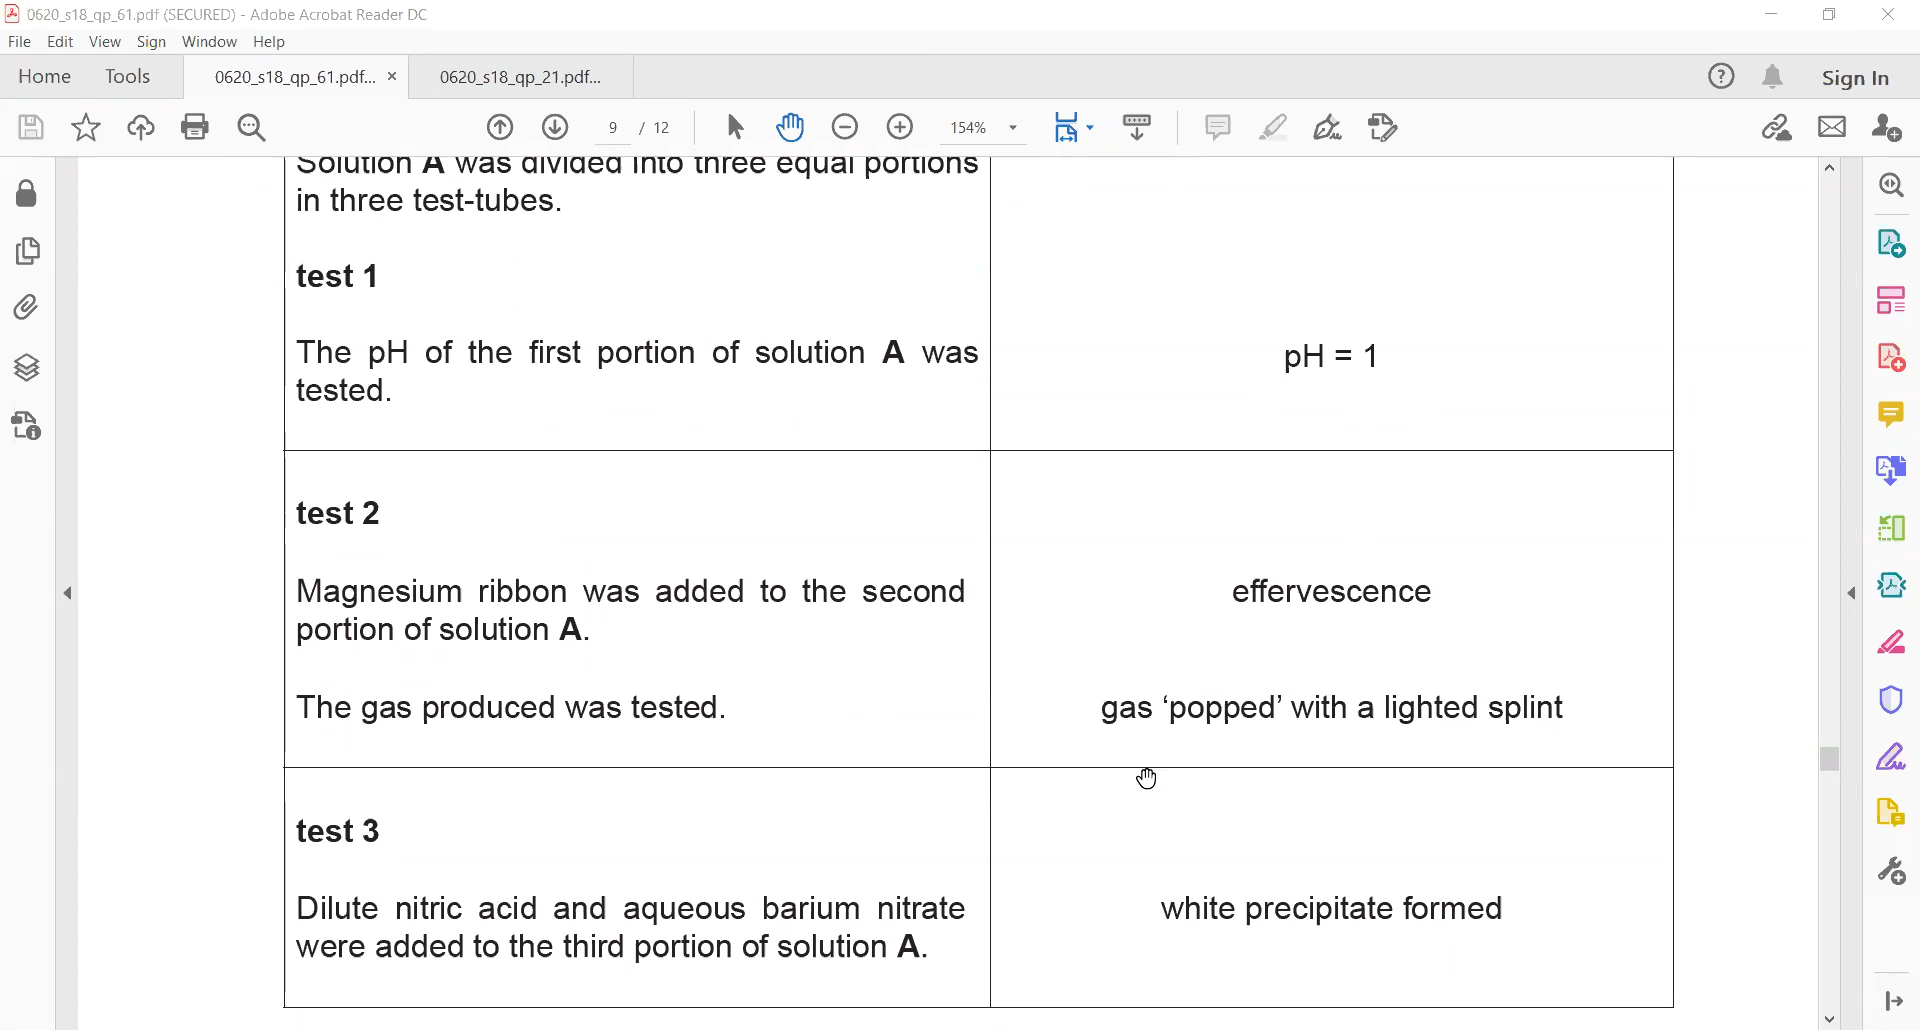 0620_s18_qp_61.pdf (SECURED) - Adobe Acrobat Reader DC
File Edit View Sign Window Help
Home Tools 0620_s18_qp_61.pdf... × 0620_s18_qp_21.pdf... Sign In
9 / 12 154%
Solution A was divided into three equal portions
in three test-tubes.
test 1
The pH of the first portion of solution A was
tested.
pH = 1
test 2
Magnesium ribbon was added to the second
portion of solution A.
effervescence
The gas produced was tested.
gas ‘popped’ with a lighted splint
test 3
Dilute nitric acid and aqueous barium nitrate
were added to the third portion of solution A.
white precipitate formed